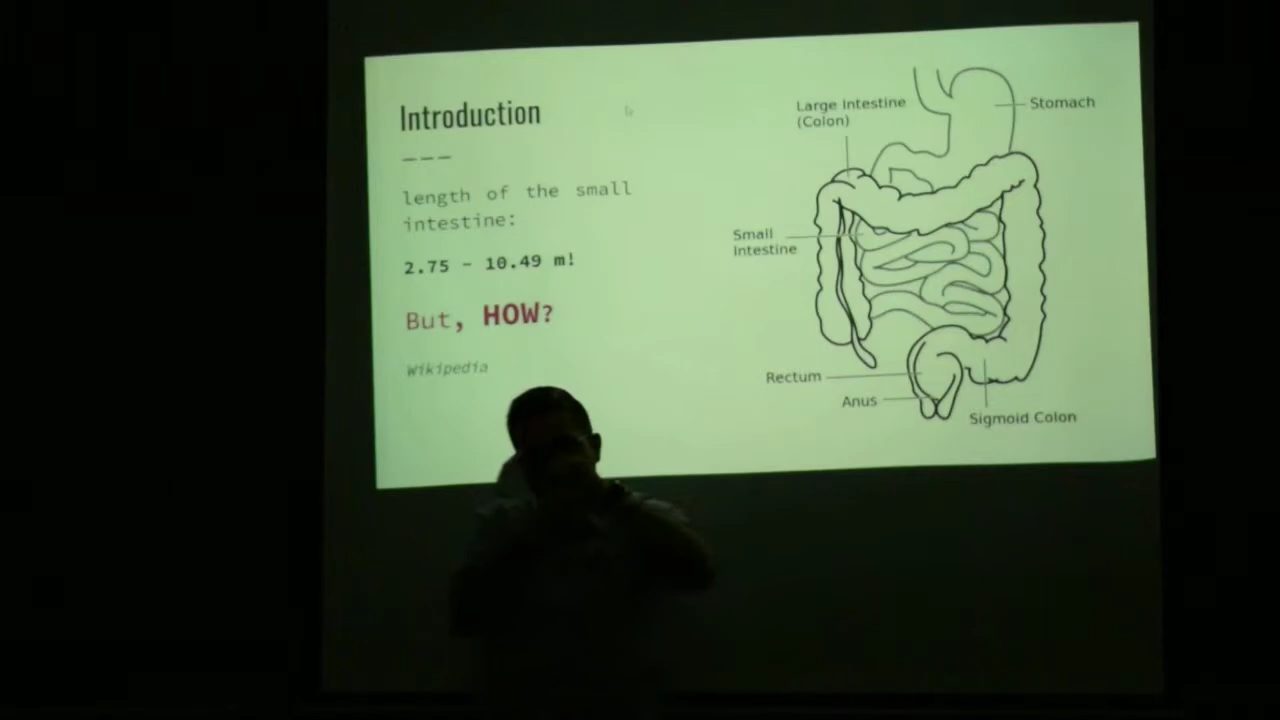 Introduction
———
length of the small
intestine:
2.75 – 10.49 m!
But, HOW?
Wikipedia
Large Intestine
(Colon)
Stomach
Small
Intestine
Rectum
Anus
Sigmoid Colon